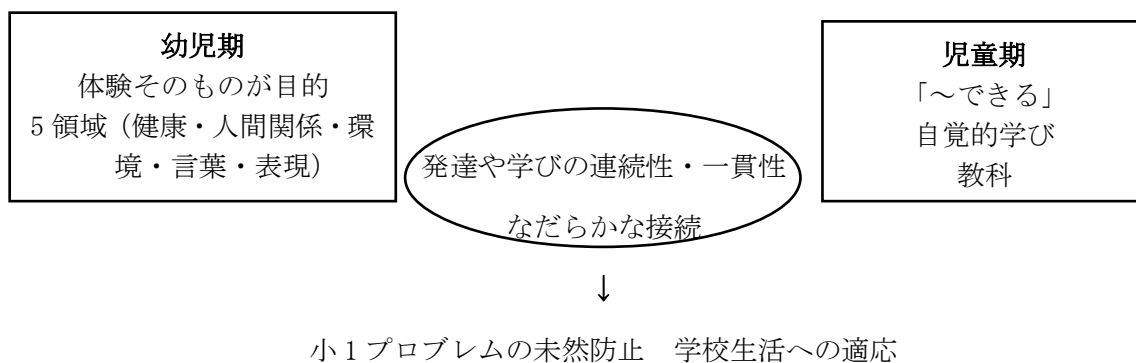 幼児期
体験そのものが目的
5領域（健康・人間関係・環
境・言葉・表現）
発達や学びの連続性・一貫性
なだらかな接続
児童期
「～できる」
自覚的学び
教科
↓
小1プロブレムの未然防止　学校生活への適応